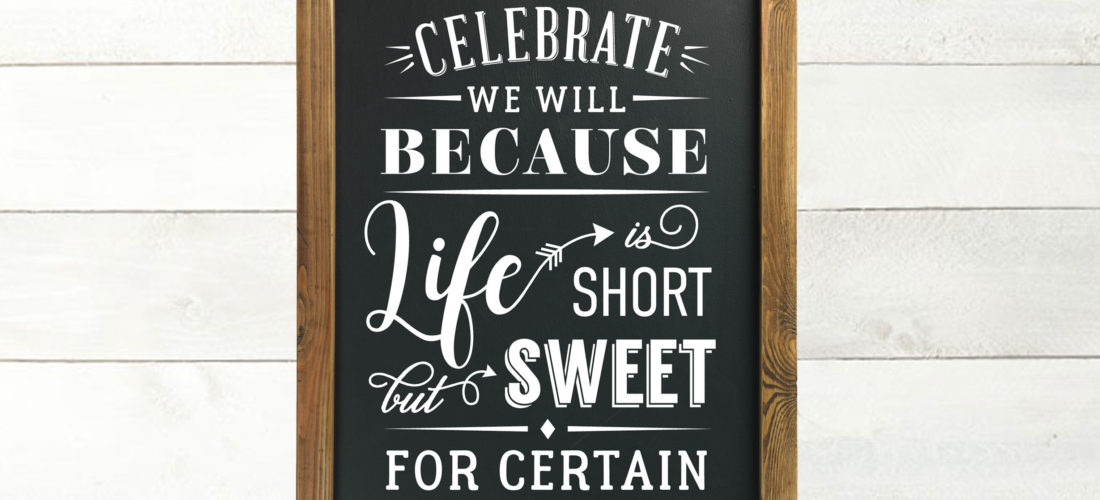 CELEBRATE
WE WILL
BECAUSE
Life is
SHORT
but SWEET
FOR CERTAIN